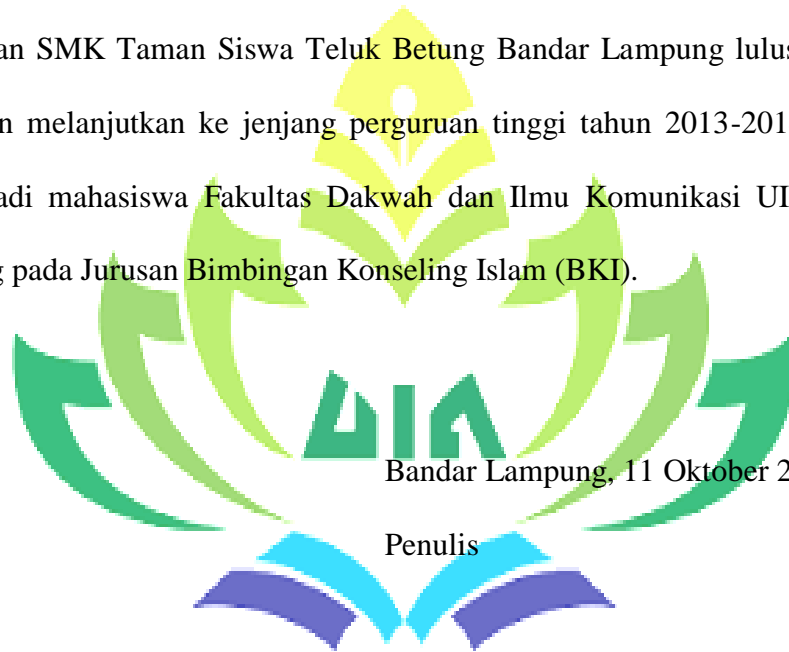 an SMK Taman Siswa Teluk Betung Bandar Lampung lulus
n melanjutkan ke jenjang perguruan tinggi tahun 2013-201
adi mahasiswa Fakultas Dakwah dan Ilmu Komunikasi UI
g pada Jurusan Bimbingan Konseling Islam (BKI).
UIN
Bandar Lampung, 11 Oktober 2
Penulis